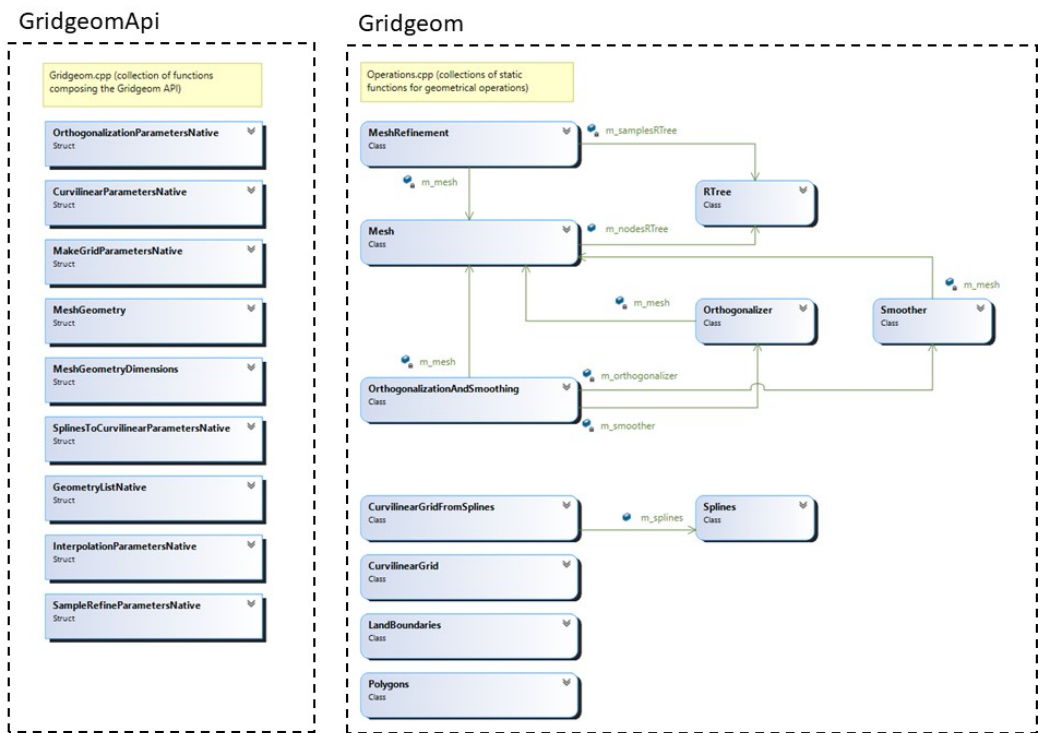 GridgeomApi
Gridgeom.cpp (collection of functions
composing the Gridgeom API)
OrthogonalizationParametersNative
Struct
CurvilinearParametersNative
Struct
MakeGridParametersNative
Struct
MeshGeometry
Struct
MeshGeometryDimensions
Struct
SplinesToCurvilinearParametersNative
Struct
GeometryListNative
Struct
InterpolationParametersNative
Struct
SampleRefineParametersNative
Struct
Gridgeom
Operations.cpp (collections of static
functions for geometrical operations)
MeshRefinement
Class
m_samplesRTree
m_mesh
RTree
Class
Mesh
Class
m_nodesRTree
m_mesh
m_mesh
Orthogonalizer
Class
Smoother
Class
m_mesh
OrthogonalizationAndSmoothing
Class
m_orthogonalizer
m_smoother
CurvilinearGridFromSplines
Class
m_splines
Splines
Class
CurvilinearGrid
Class
LandBoundaries
Class
Polygons
Class